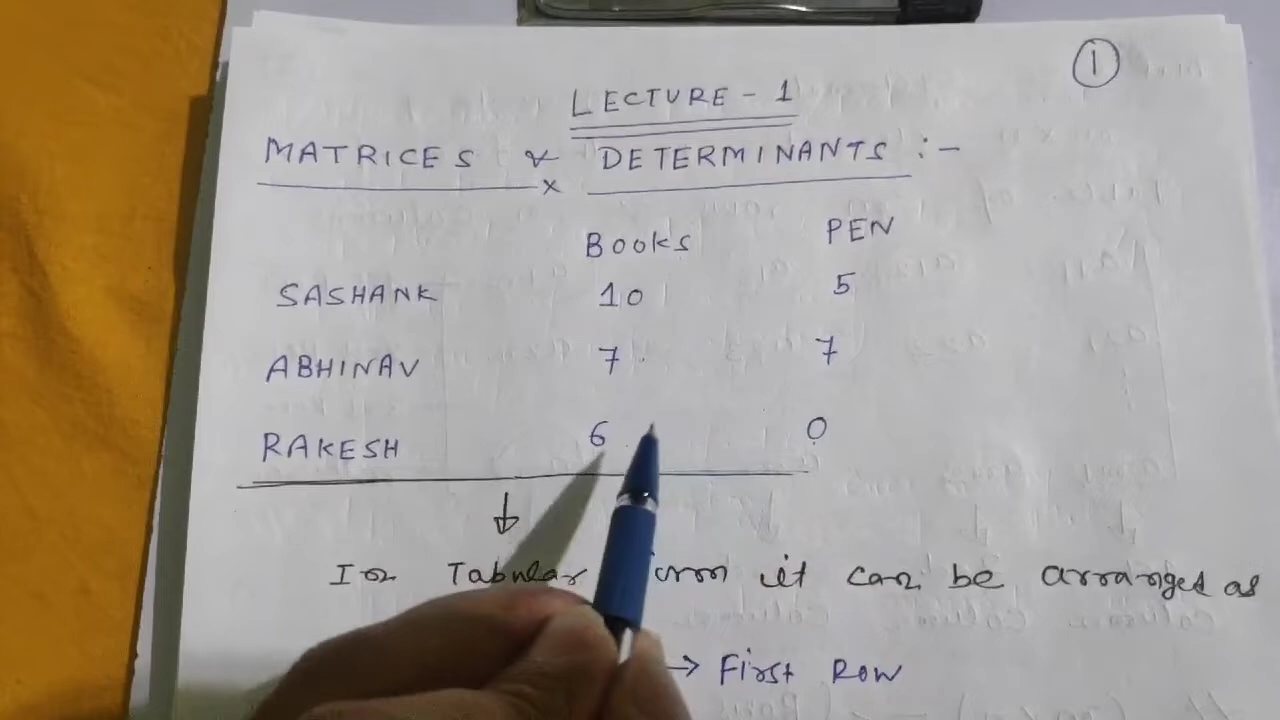 1
LECTURE - 1
MATRICES & DETERMINANTS :-
Books PEN
SASHANK 10 5
ABHINAV 7 7
RAKESH 6 0
In Tabular it can be arranged as
→ First Row